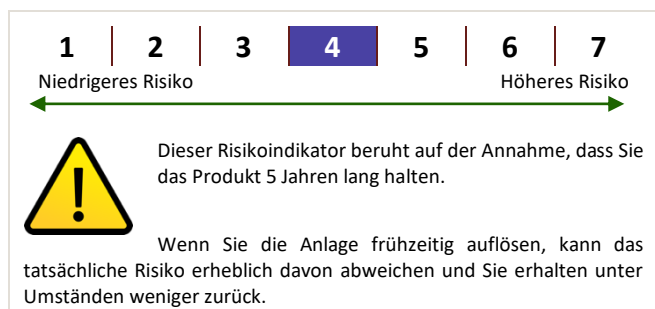 1 2 3 4 5 6 7
Niedrigeres Risiko Höheres Risiko
Dieser Risikoindikator beruht auf der Annahme, dass Sie
das Produkt 5 Jahren lang halten.
Wenn Sie die Anlage frühzeitig auflösen, kann das
tatsächliche Risiko erheblich davon abweichen und Sie erhalten unter
Umständen weniger zurück.